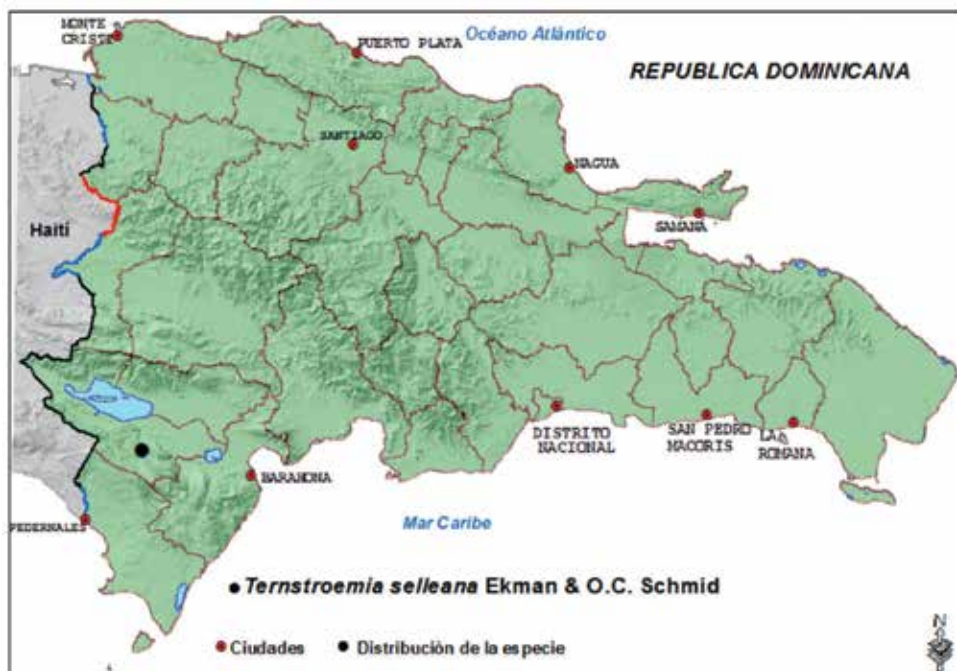 MONTE
CRISTI
Océano Atlántico
PUERTO PLATA
REPUBLICA DOMINICANA
SANTIAGO
NAGUA
SAMANÁ
Haití
DISTRITO
NACIONAL
SAN PEDRO
MACORIS
LA
ROMANA
BARAHONA
PEDERNALES
Mar Caribe
Ternstroemia selleana Ekman & O.C. Schmid
Ciudades
Distribución de la especie
N